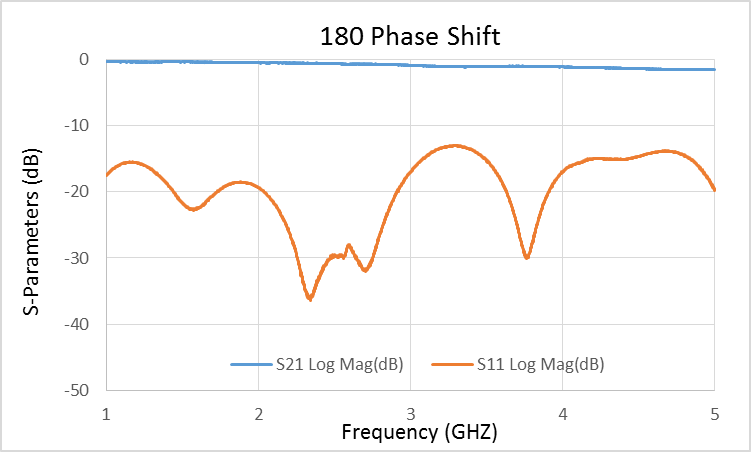 180 Phase Shift
S-Parameters (dB)
0
-10
-20
-30
-40
-50
S21 Log Mag(dB) S11 Log Mag(dB)
1 2 3 4 5
Frequency (GHZ)